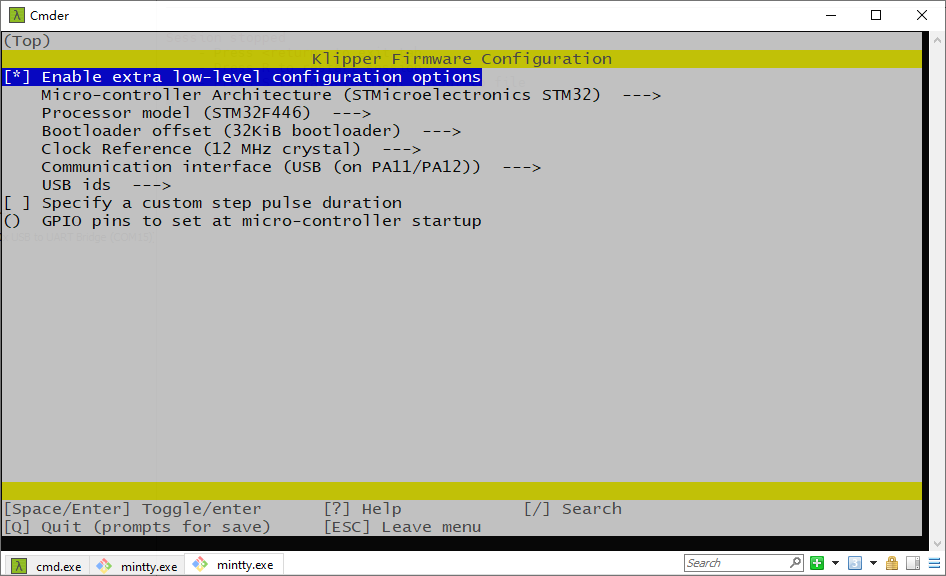 Cmder
(Top)
Klipper Firmware Configuration
[*] Enable extra low-level configuration options
Micro-controller Architecture (STMicroelectronics STM32)  --->
Processor model (STM32F446)  --->
Bootloader offset (32KiB bootloader)  --->
Clock Reference (12 MHz crystal)  --->
Communication interface (USB (on PA11/PA12))  --->
USB ids  --->
[ ] Specify a custom step pulse duration
()  GPIO pins to set at micro-controller startup
[Space/Enter] Toggle/enter [?] Help [/] Search
[Q] Quit (prompts for save) [ESC] Leave menu
cmd.exe mintty.exe mintty.exe Search